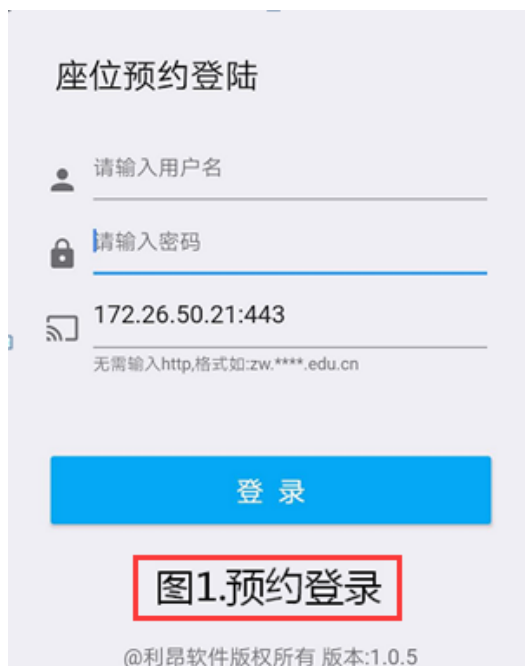 座位预约登陆
请输入用户名
请输入密码
172.26.50.21:443
无需输入http,格式如:zw.****.edu.cn
登 录
图1.预约登录
@利昂软件版权所有 版本:1.0.5